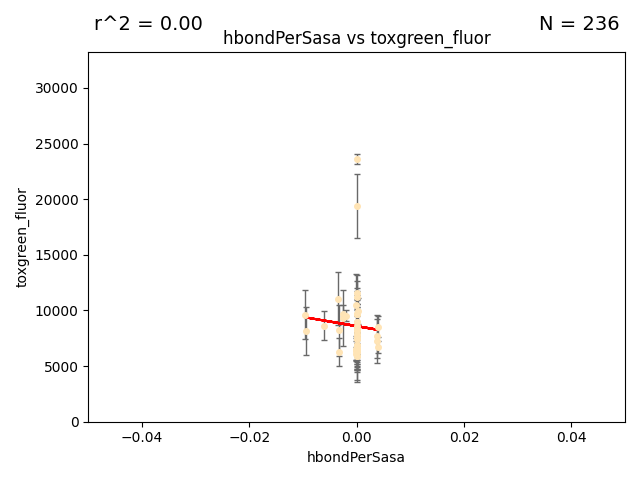 r^2 = 0.00
N = 236
hbondPerSasa vs toxgreen_fluor
30000
25000
20000
15000
10000
5000
0
toxgreen_fluor
−0.04
−0.02
0.00
0.02
0.04
hbondPerSasa